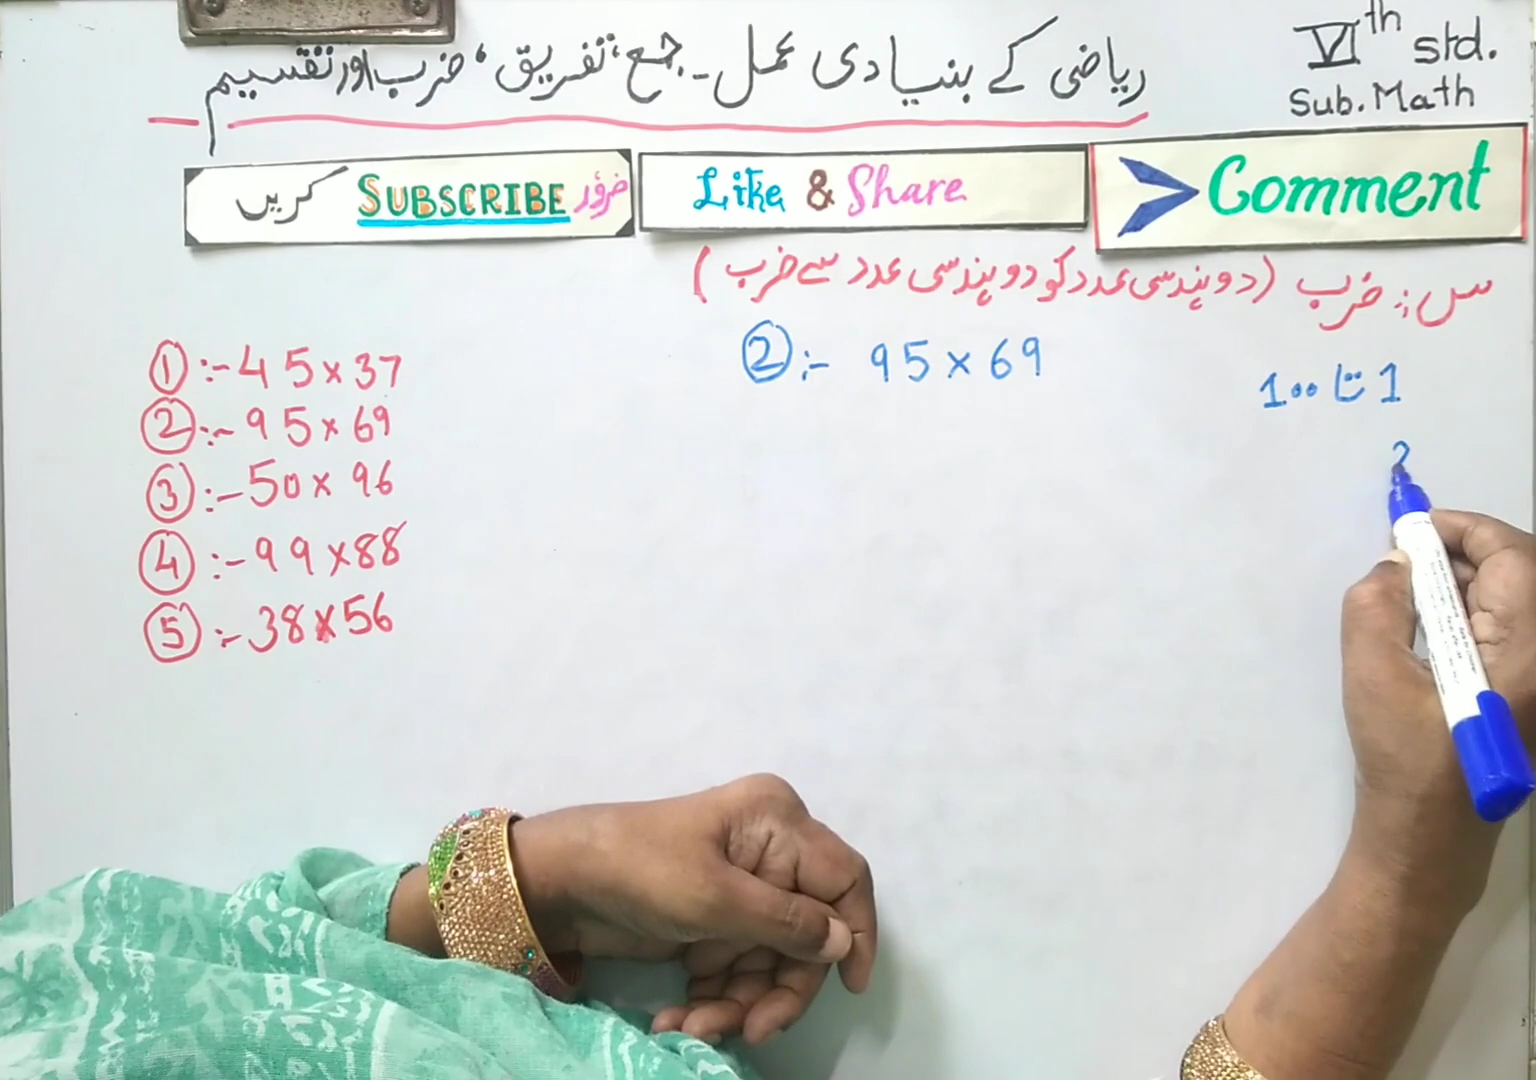 ریاضی کے بنیادی عمل - جمع، تفریق، ضرب اور تقسیم
VIth std.
Sub. Math
ضرور SUBSCRIBE کریں
Like & Share
Comment
س:: ضرب (دو ہندسی عدد کو دو ہندسی عدد سے ضرب)
① :- 45 x 37
② :- 95 x 69
③ :- 50 x 96
④ :- 99 x 88
⑤ :- 38 x 56
② :- 95 x 69
1 تا 100
2